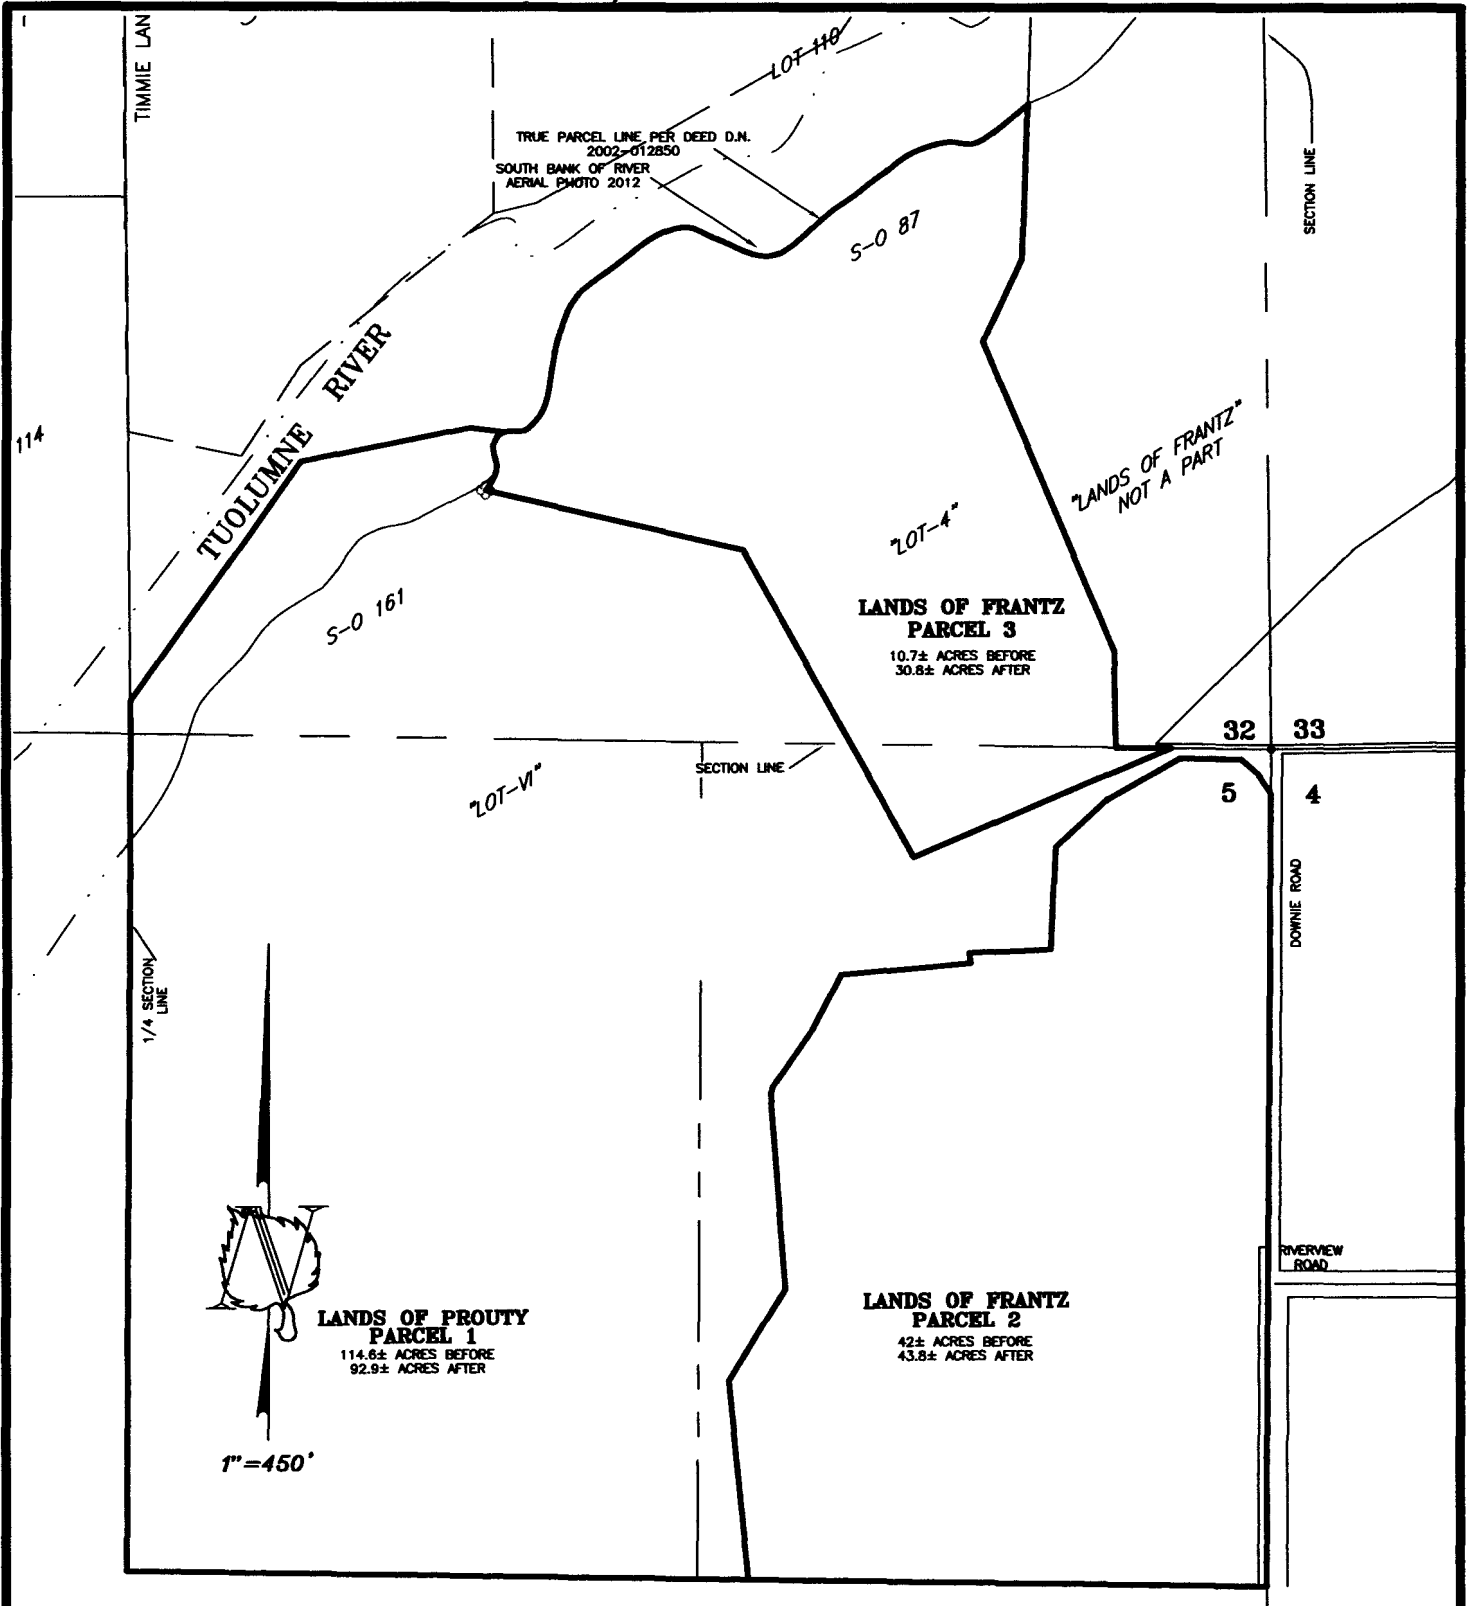 TIMMIE LAN
LOT 110
TRUE PARCEL LINE PER DEED D.N.
2002-012850
SOUTH BANK OF RIVER
AERIAL PHOTO 2012
SECTION LINE
S-O 87
TUOLUMNE RIVER
114
"LANDS OF FRANTZ"
NOT A PART
"LOT-4"
S-O 161
LANDS OF FRANTZ
PARCEL 3
10.7± ACRES BEFORE
30.8± ACRES AFTER
32
33
SECTION LINE
"LOT-VI"
5
4
DOWNIE ROAD
1/4 SECTION
LINE
RIVERVIEW
ROAD
LANDS OF PROUTY
PARCEL 1
114.6± ACRES BEFORE
92.9± ACRES AFTER
LANDS OF FRANTZ
PARCEL 2
42± ACRES BEFORE
43.8± ACRES AFTER
N
1"=450'